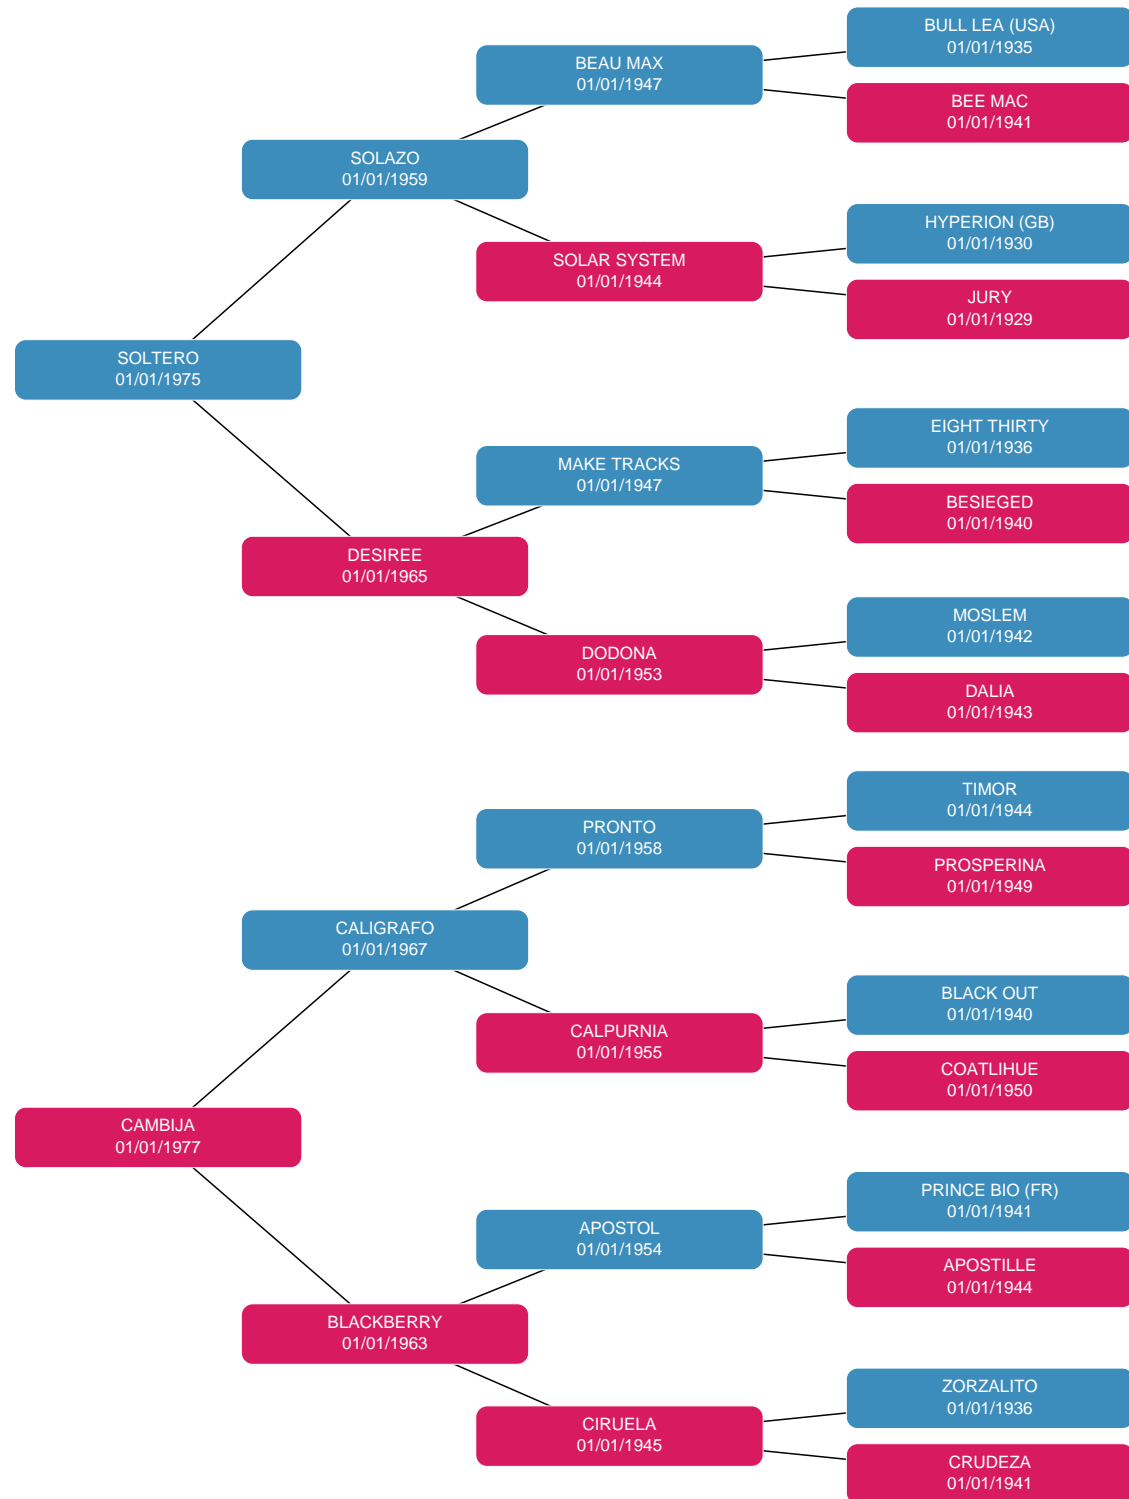 BULL LEA (USA)
01/01/1935
BEAU MAX
01/01/1947
BEE MAC
01/01/1941
SOLAZO
01/01/1959
HYPERION (GB)
01/01/1930
SOLAR SYSTEM
01/01/1944
JURY
01/01/1929
SOLTERO
01/01/1975
EIGHT THIRTY
01/01/1936
MAKE TRACKS
01/01/1947
BESIEGED
01/01/1940
DESIREE
01/01/1965
MOSLEM
01/01/1942
DODONA
01/01/1953
DALIA
01/01/1943
TIMOR
01/01/1944
PRONTO
01/01/1958
PROSPERINA
01/01/1949
CALIGRAFO
01/01/1967
BLACK OUT
01/01/1940
CALPURNIA
01/01/1955
COATLIHUE
01/01/1950
CAMBIJA
01/01/1977
PRINCE BIO (FR)
01/01/1941
APOSTOL
01/01/1954
APOSTILLE
01/01/1944
BLACKBERRY
01/01/1963
ZORZALITO
01/01/1936
CIRUELA
01/01/1945
CRUDEZA
01/01/1941